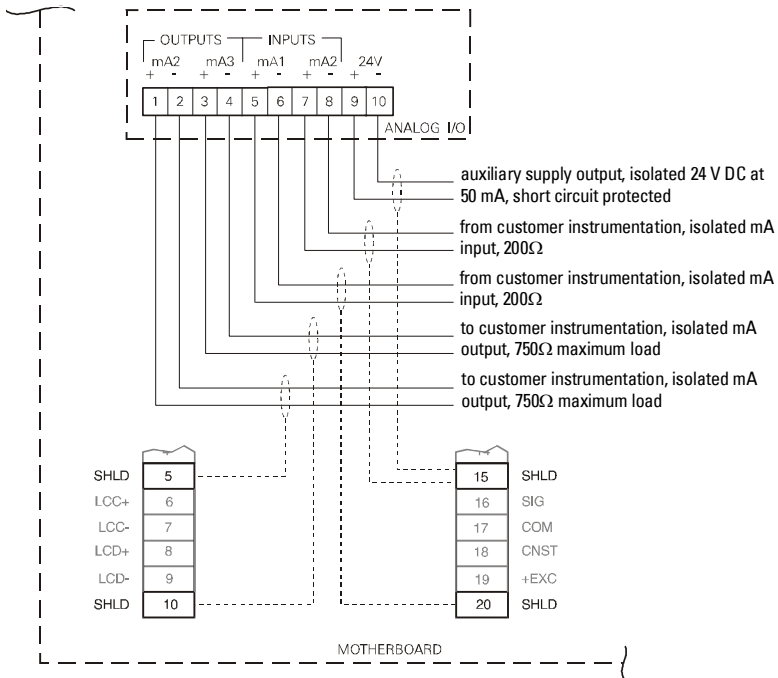 OUTPUTS INPUTS
mA2 mA3 mA1 mA2 24V
+ - + - + - + - + -
1 2 3 4 5 6 7 8 9 10
ANALOG I/O
auxiliary supply output, isolated 24 V DC at
50 mA, short circuit protected
from customer instrumentation, isolated mA
input, 200Ω
from customer instrumentation, isolated mA
input, 200Ω
to customer instrumentation, isolated mA
output, 750Ω maximum load
to customer instrumentation, isolated mA
output, 750Ω maximum load
SHLD 5
LCC+ 6
LCC- 7
LCD+ 8
LCD- 9
SHLD 10
15 SHLD
16 SIG
17 COM
18 CNST
19 +EXC
20 SHLD
MOTHERBOARD